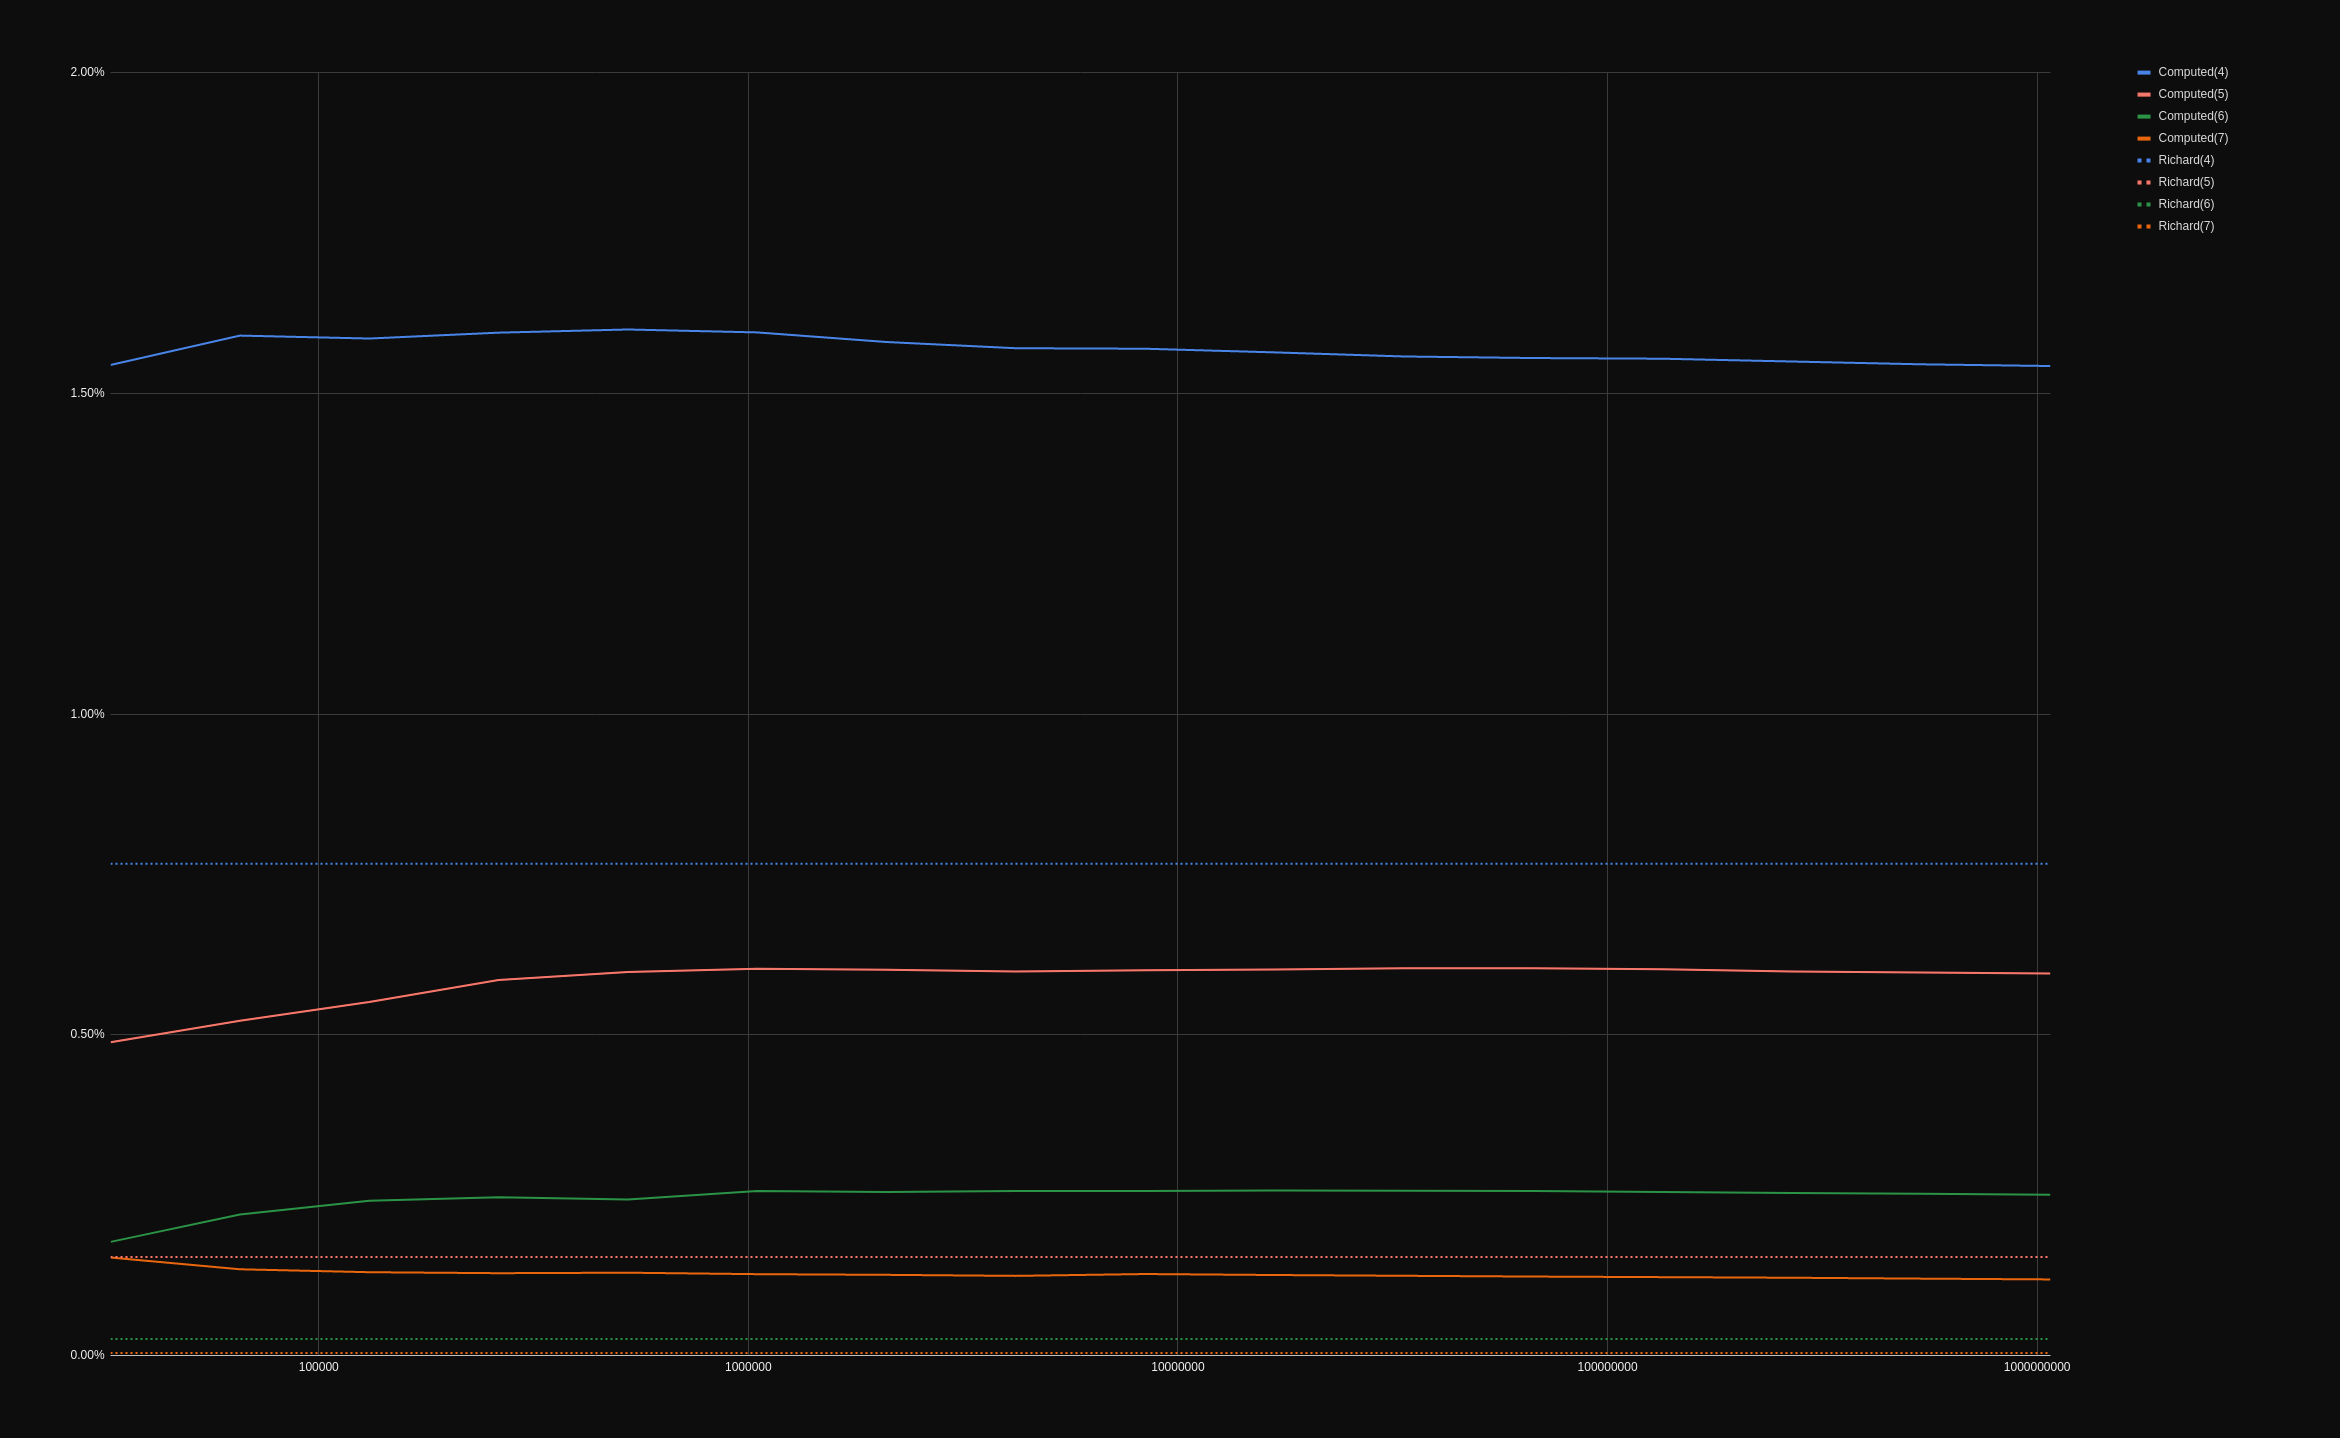 2.00%
1.50%
1.00%
0.50%
0.00%
100000
1000000
10000000
100000000
1000000000
Computed(4)
Computed(5)
Computed(6)
Computed(7)
Richard(4)
Richard(5)
Richard(6)
Richard(7)